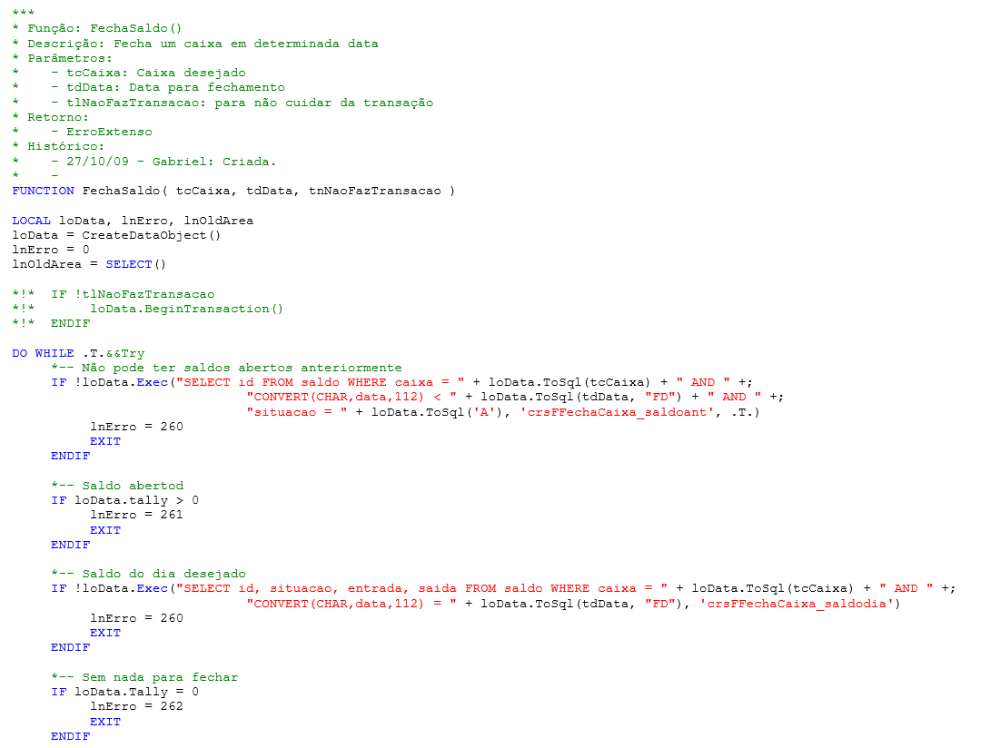 ***
* Função: FechaSaldo()
* Descrição: Fecha um caixa em determinada data
* Parâmetros:
*    - tcCaixa: Caixa desejado
*    - tdData: Data para fechamento
*    - tlNaoFazTransacao: para não cuidar da transação
* Retorno:
*    - ErroExtenso
* Histórico:
*    - 27/10/09 - Gabriel: Criada.
*    -
FUNCTION FechaSaldo( tcCaixa, tdData, tnNaoFazTransacao )

LOCAL loData, lnErro, lnOldArea
loData = CreateDataObject()
lnErro = 0
lnOldArea = SELECT()

*!*  IF !tlNaoFazTransacao
*!*       loData.BeginTransaction()
*!*  ENDIF

DO WHILE .T.&&Try
     *-- Não pode ter saldos abertos anteriormente
     IF !loData.Exec("SELECT id FROM saldo WHERE caixa = " + loData.ToSql(tcCaixa) + " AND " +;
                              "CONVERT(CHAR,data,112) < " + loData.ToSql(tdData, "FD") + " AND " +;
                              "situacao = " + loData.ToSql('A'), 'crsFFechaCaixa_saldoant', .T.)
          lnErro = 260
          EXIT
     ENDIF

     *-- Saldo abertod
     IF loData.tally > 0
          lnErro = 261
          EXIT
     ENDIF

     *-- Saldo do dia desejado
     IF !loData.Exec("SELECT id, situacao, entrada, saida FROM saldo WHERE caixa = " + loData.ToSql(tcCaixa) + " AND " +;
                              "CONVERT(CHAR,data,112) = " + loData.ToSql(tdData, "FD"), 'crsFFechaCaixa_saldodia')
          lnErro = 260
          EXIT
     ENDIF

     *-- Sem nada para fechar
     IF loData.Tally = 0
          lnErro = 262
          EXIT
     ENDIF